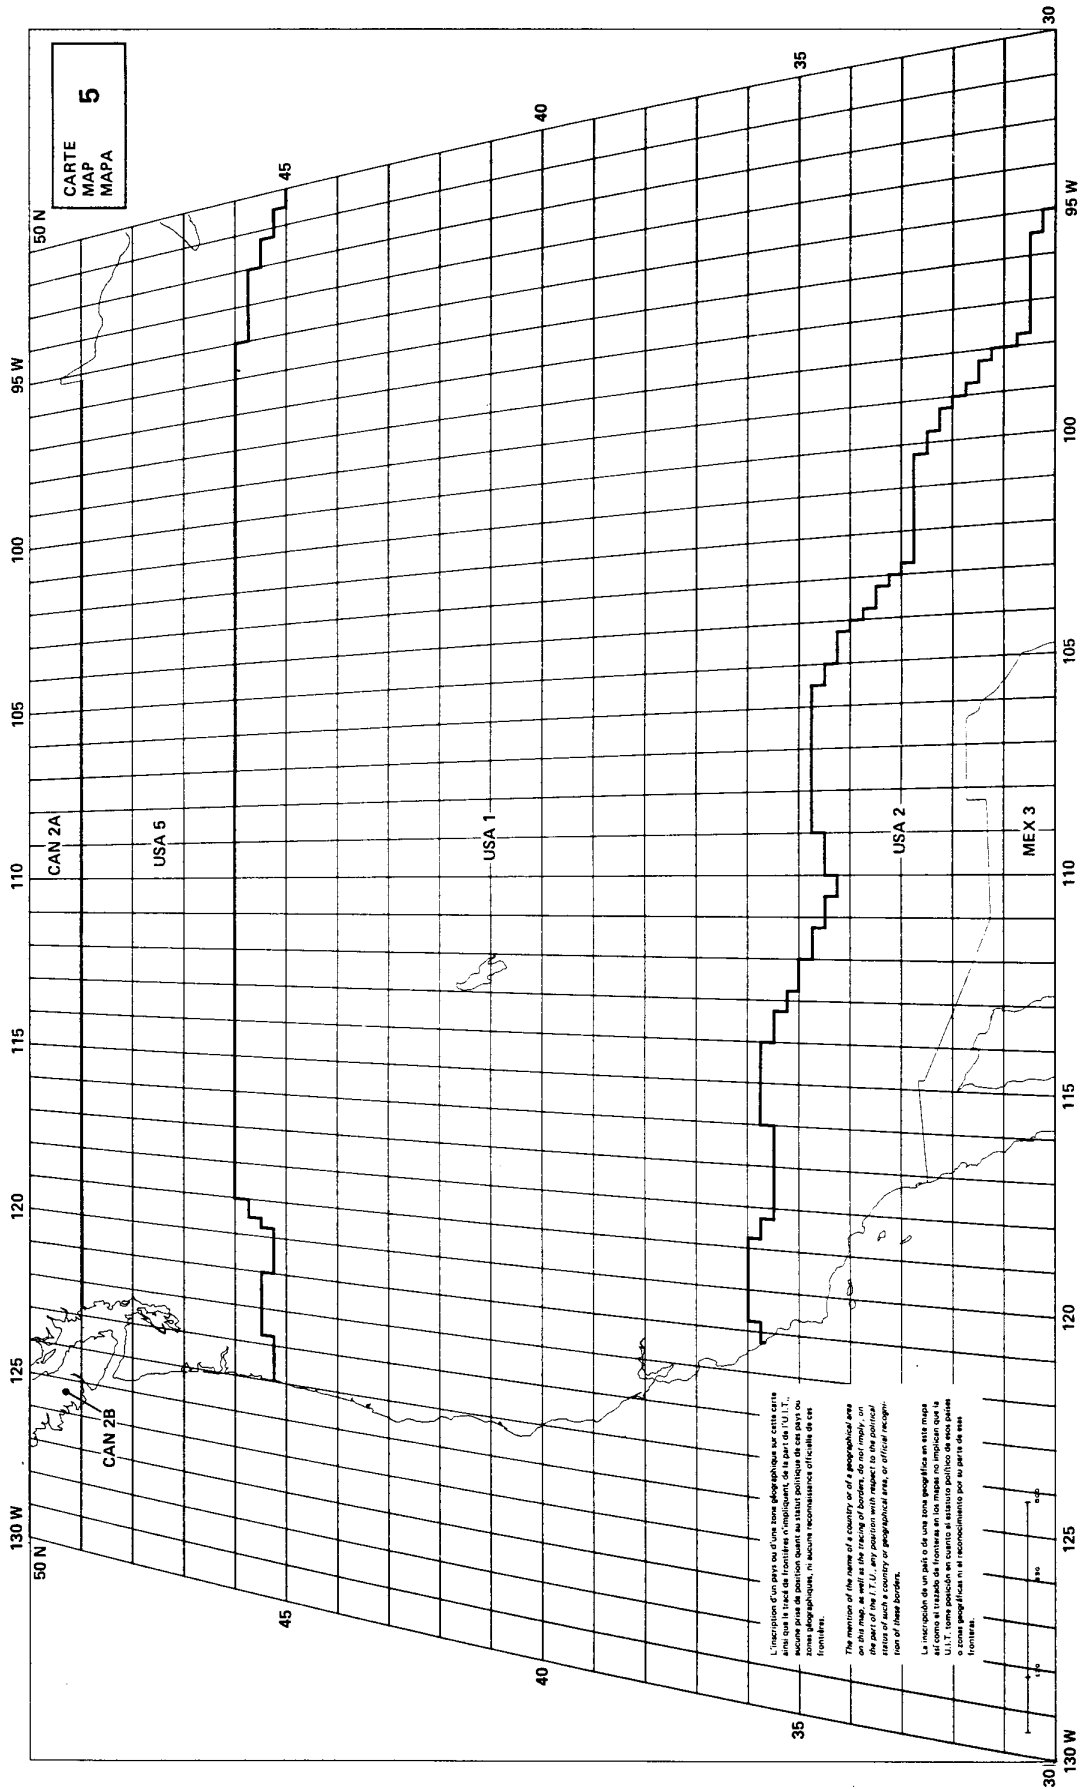 CARTE
MAP 5
MAPA
130 W
125
120
115
110
105
100
95 W
50 N
50 N
CAN 2A
CAN 2B
USA 5
45
45
USA 1
40
40
35
35
USA 2
MEX 3
30
30
130 W
125
120
115
110
105
100
95 W
L'inscription d'un pays ou d'une zone géographique sur cette carte
ainsi que le tracé de frontières n'impliquent, de la part de l'U.I.T.,
aucune prise de position quant au statut politique de ces pays ou
zones géographiques, ni aucune reconnaissance officielle de ces
frontières.
The mention of the name of a country or of a geographical area
on this map, as well as the tracing of borders, do not imply, on
the part of the I.T.U., any position with respect to the political
status of such a country or geographical area, or official recogni-
tion of these borders.
La inscripción de un país o de una zona geográfica en este mapa
así como el trazado de fronteras en los mapas no implican que la
U.I.T. tome posición en cuanto al estatuto político de esos países
o zonas geográficas ni el reconocimiento por su parte de esas
fronteras.